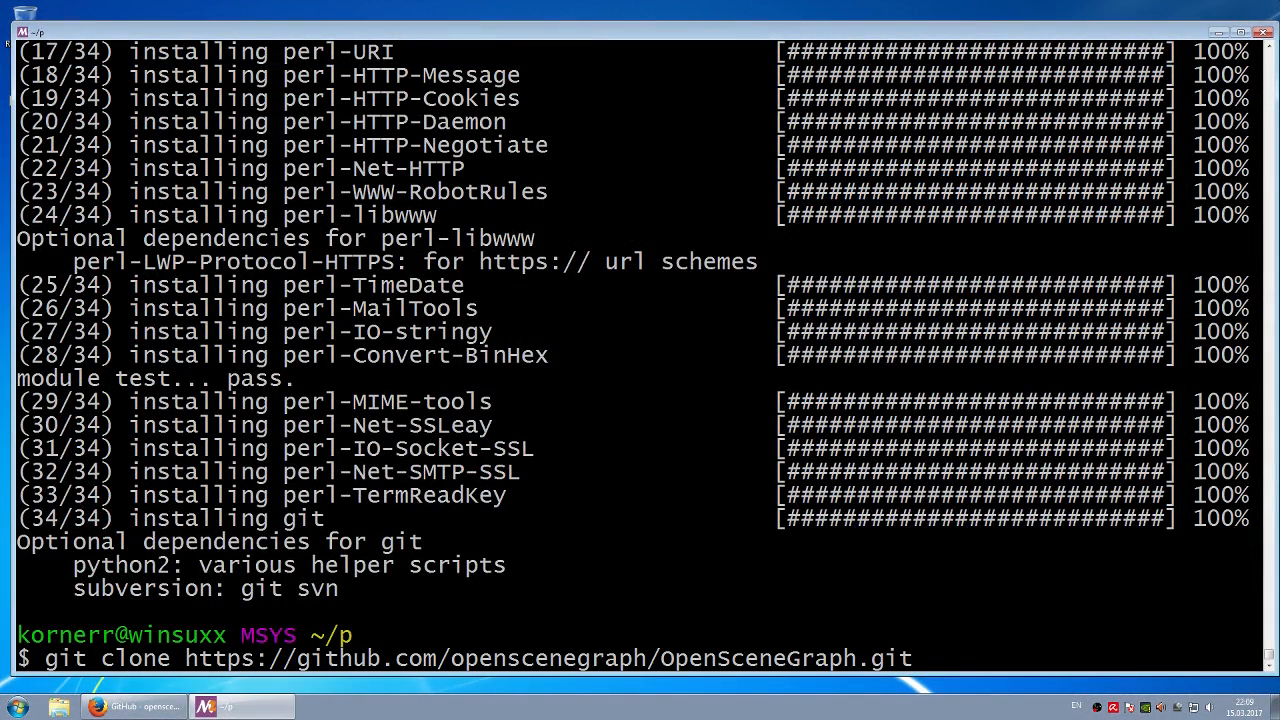 ~/p
(17/34) installing perl-URI [###########################] 100%
(18/34) installing perl-HTTP-Message [###########################] 100%
(19/34) installing perl-HTTP-Cookies [###########################] 100%
(20/34) installing perl-HTTP-Daemon [###########################] 100%
(21/34) installing perl-HTTP-Negotiate [###########################] 100%
(22/34) installing perl-Net-HTTP [###########################] 100%
(23/34) installing perl-WWW-RobotRules [###########################] 100%
(24/34) installing perl-libwww [###########################] 100%
Optional dependencies for perl-libwww
perl-LWP-Protocol-HTTPS: for https:// url schemes
(25/34) installing perl-TimeDate [###########################] 100%
(26/34) installing perl-MailTools [###########################] 100%
(27/34) installing perl-IO-stringy [###########################] 100%
(28/34) installing perl-Convert-BinHex [###########################] 100%
module test... pass.
(29/34) installing perl-MIME-tools [###########################] 100%
(30/34) installing perl-Net-SSLeay [###########################] 100%
(31/34) installing perl-IO-Socket-SSL [###########################] 100%
(32/34) installing perl-Net-SMTP-SSL [###########################] 100%
(33/34) installing perl-TermReadKey [###########################] 100%
(34/34) installing git [###########################] 100%
Optional dependencies for git
python2: various helper scripts
subversion: git svn
kornerr@winsuxx MSYS ~/p
$ git clone https://github.com/openscenegraph/OpenSceneGraph.git
GitHub - opensce...
~/p
EN
22:09
15.03.2017